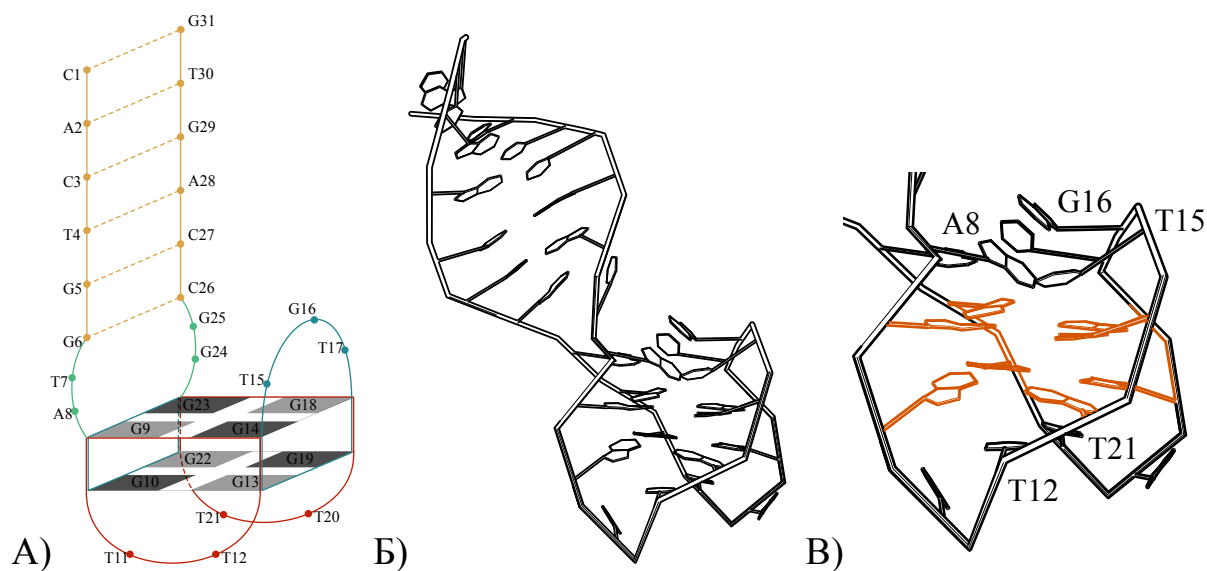 G31
C1
T30
A2
G29
C3
A28
T4
C27
G5
C26
G6
G25
G16
G24
T17
T7
T15
A8
G23
G18
G9
G14
G22
G19
G10
G13
T21
T20
T11
T12
А)
Б)
G16
A8
T15
T21
T12
В)